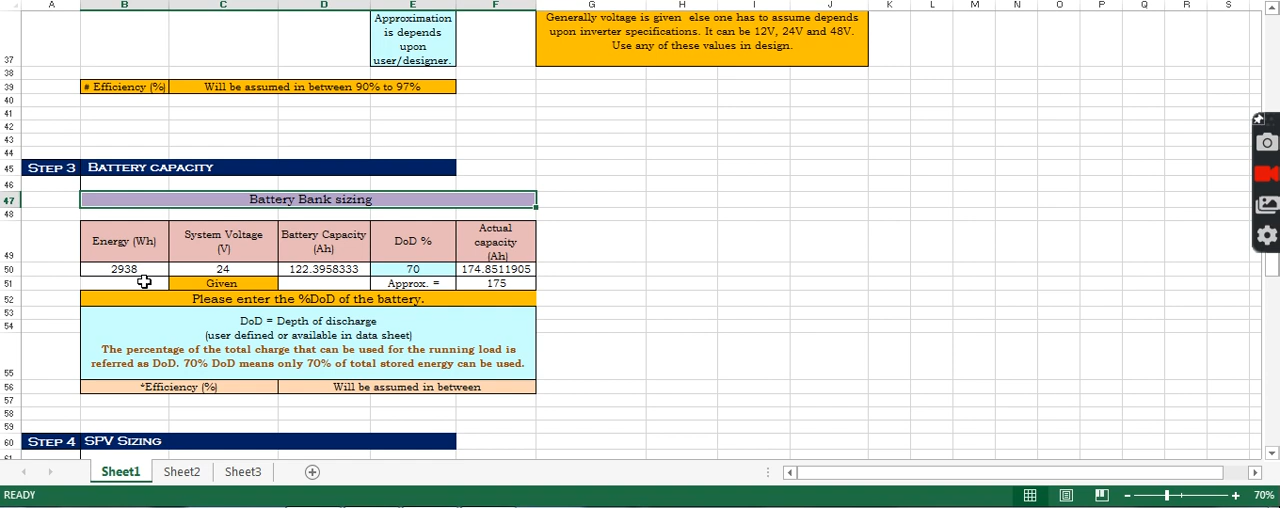 A B C D E F G H I J K L M N O P Q R S
Approximation
is depends
upon
user/designer.
Generally voltage is given else one has to assume depends
upon inverter specifications. It can be 12V, 24V and 48V.
Use any of these values in design.
37
38
39 # Efficiency (%) Will be assumed in between 90% to 97%
40
41
42
43
44
45 STEP 3 BATTERY CAPACITY
46
47 Battery Bank sizing
48
49 Energy (Wh) System Voltage (V) Battery Capacity (Ah) DoD % Actual capacity (Ah)
50 2938 24 122.3958333 70 174.8511905
51 Given Approx. = 175
52 Please enter the %DoD of the battery.
53
54 DoD = Depth of discharge
(user defined or available in data sheet)
The percentage of the total charge that can be used for the running load is
referred as DoD. 70% DoD means only 70% of total stored energy can be used.
55
56 *Efficiency (%) Will be assumed in between
57
58
59
60 STEP 4 SPV SIZING
Sheet1 Sheet2 Sheet3
READY 70%